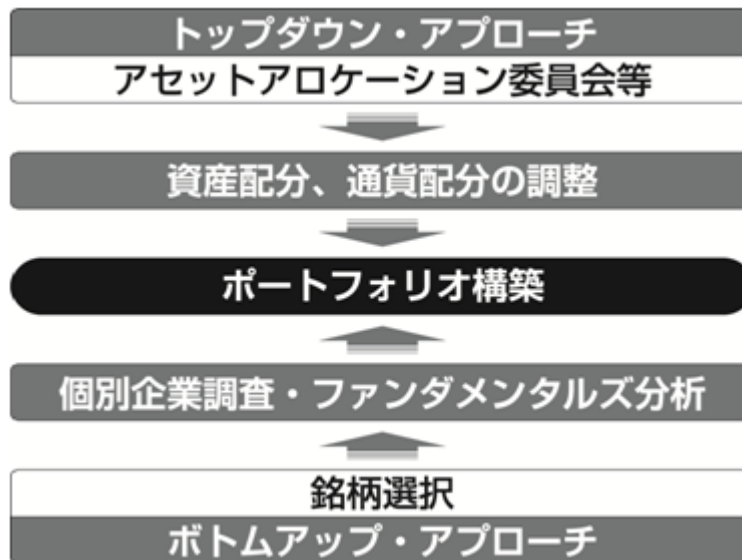 トップダウン・アプローチ
アセットアロケーション委員会等
資産配分、通貨配分の調整
ポートフォリオ構築
個別企業調査・ファンダメンタルズ分析
銘柄選択
ボトムアップ・アプローチ